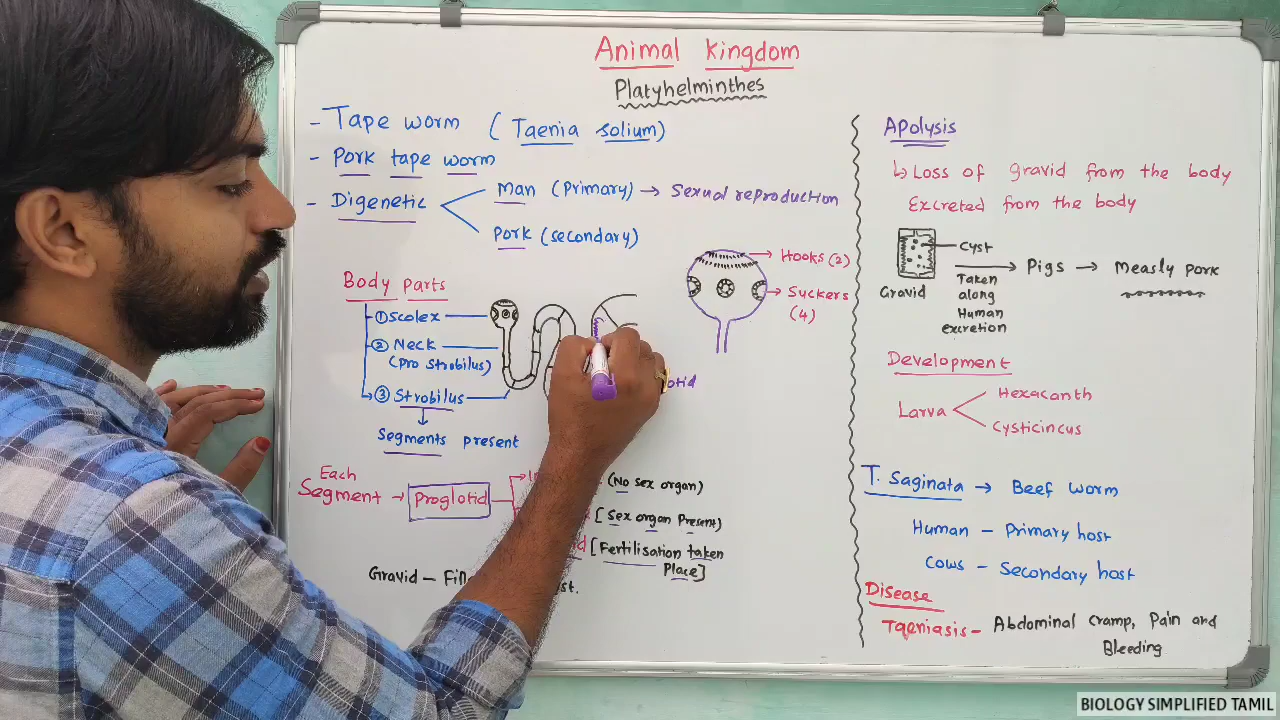 Animal Kingdom
Platyhelminthes
- Tape worm ( Taenia solium)
- Pork tape worm
- Digenetic
Man (Primary) → Sexual reproduction
Pork (secondary)
Body parts
① Scolex
② Neck
(Pro Strobilus)
③ Strobilus
Segments present
Hooks (2)
Suckers
(4)
Each
Segment → Proglotid
(No sex organ)
[ Sex organ Present)
[Fertilisation taken
Place]
Gravid –
Apolysis
Loss of gravid from the body
Excreted from the body
Cyst
Gravid
Taken
along
Human
excretion
Pigs → Measly Pork
Development
Larva
Hexacanth
Cysticincus
T. Saginata → Beef worm
Human – Primary host
Cows – Secondary host
Disease
Taeniasis – Abdominal cramp, Pain and
Bleeding
BIOLOGY SIMPLIFIED TAMIL